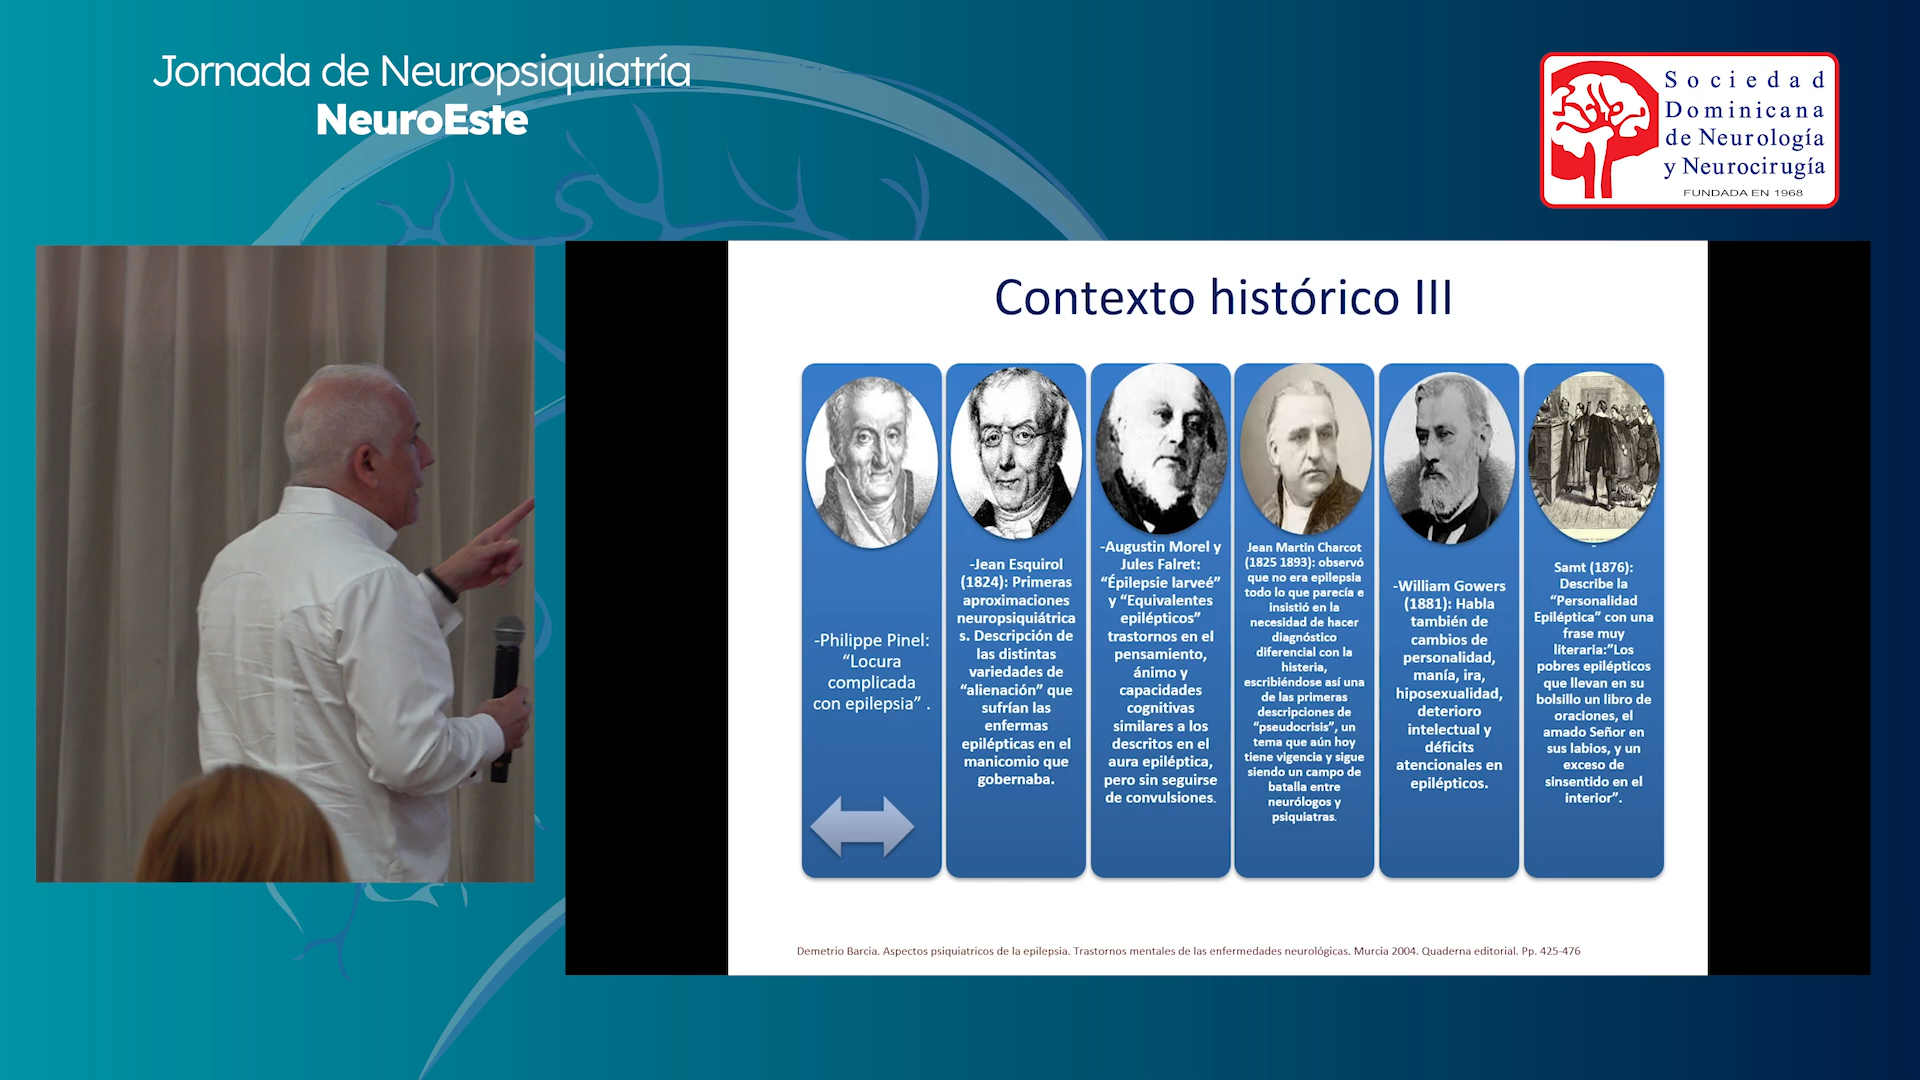 Jornada de Neuropsiquiatría
NeuroEste
Sociedad
Dominicana
de Neurología
y Neurocirugía
FUNDADA EN 1968
Contexto histórico III
-Philippe Pinel:
“Locura
complicada
con epilepsia” .
-Jean Esquirol
(1824): Primeras
aproximaciones
neuropsiquiátrica
s. Descripción de
las distintas
variedades de
“alienación” que
sufrían las
enfermas
epilépticas en el
manicomio que
gobernaba.
-Augustin Morel y
Jules Falret:
“Épilepsie larveé”
y “Equivalentes
epilépticos”
trastornos en el
pensamiento,
ánimo y
capacidades
cognitivas
similares a los
descritos en el
aura epiléptica,
pero sin seguirse
de convulsiones.
Jean Martin Charcot
(1825 1893): observó
que no era epilepsia
todo lo que parecía e
insistió en la
necesidad de hacer
diagnóstico
diferencial con la
histeria,
escribiéndose así una
de las primeras
descripciones de
“pseudocrisis”, un
tema que aún hoy
tiene vigencia y sigue
siendo un campo de
batalla entre
neurólogos y
psiquiatras.
-William Gowers
(1881): Habla
también de
cambios de
personalidad,
manía, ira,
hiposexualidad,
deterioro
intelectual y
déficits
atencionales en
epilépticos.
-
Samt (1876):
Describe la
“Personalidad
Epiléptica” con una
frase muy
literaria:”Los
pobres epilépticos
que llevan en su
bolsillo un libro de
oraciones, el
amado Señor en
sus labios, y un
exceso de
sinsentido en el
interior”.
Demetrio Barcia. Aspectos psiquiatricos de la epilepsia. Trastornos mentales de las enfermedades neurológicas. Murcia 2004. Quaderna editorial. Pp. 425-476